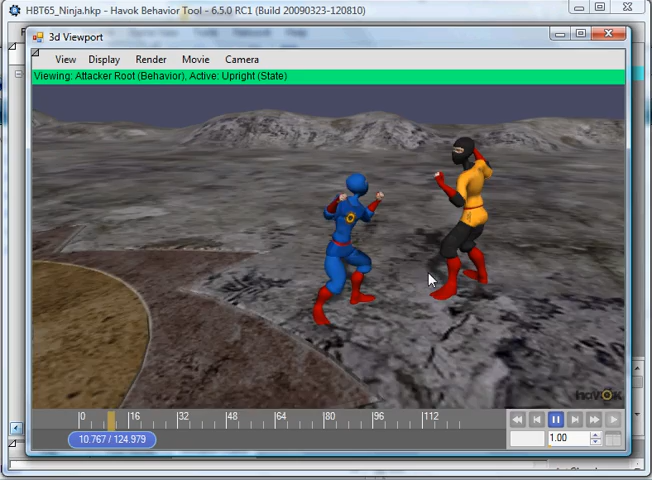 HBT65_Ninja.hkp - Havok Behavior Tool - 6.5.0 RC1 (Build 20090323-120810)
3d Viewport
View Display Render Movie Camera
Viewing: Attacker Root (Behavior), Active: Upright (State)
havok
0 16 32 48 64 80 96 112
10.767 / 124.979
1.00